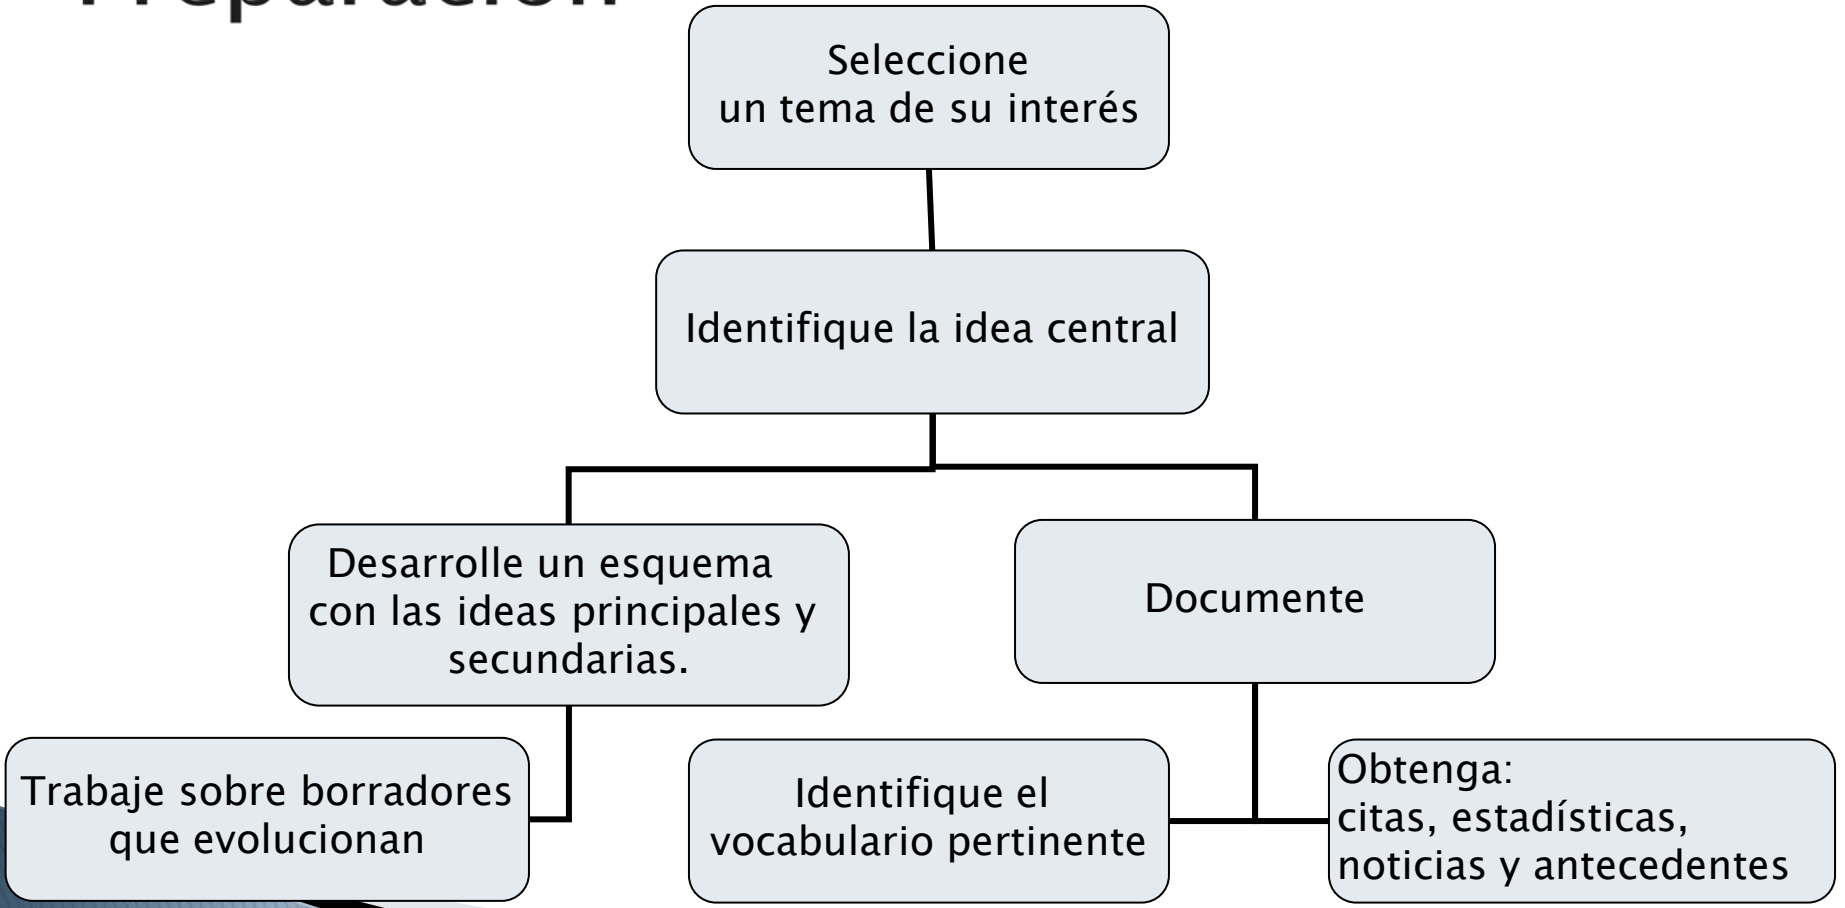 Preparación
Seleccione
un tema de su interés
Identifique la idea central
Desarrolle un esquema
con las ideas principales y
secundarias.
Documente
Trabaje sobre borradores
que evolucionan
Identifique el
vocabulario pertinente
Obtenga:
citas, estadísticas,
noticias y antecedentes